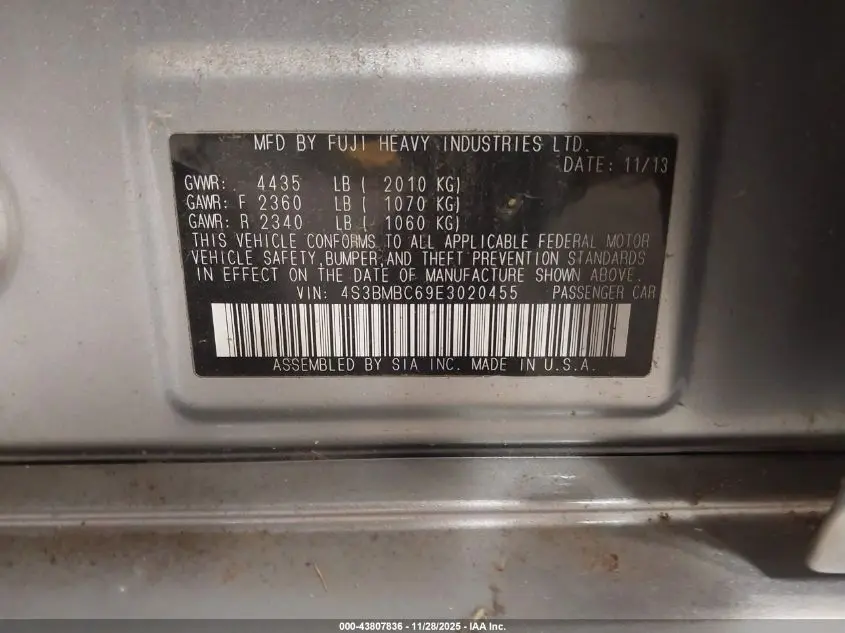 MFD BY FUJI HEAVY INDUSTRIES LTD.
DATE: 11/13
GVWR: 4435 LB ( 2010 KG)
GAWR: F 2360 LB ( 1070 KG)
GAWR: R 2340 LB ( 1060 KG)
THIS VEHICLE CONFORMS TO ALL APPLICABLE FEDERAL MOTOR
VEHICLE SAFETY, BUMPER, AND THEFT PREVENTION STANDARDS
IN EFFECT ON THE DATE OF MANUFACTURE SHOWN ABOVE.
VIN: 4S3BMBC69E3020455 PASSENGER CAR
ASSEMBLED BY SIA INC. MADE IN U.S.A.
000-43807836 - 11/28/2025 - IAA Inc.